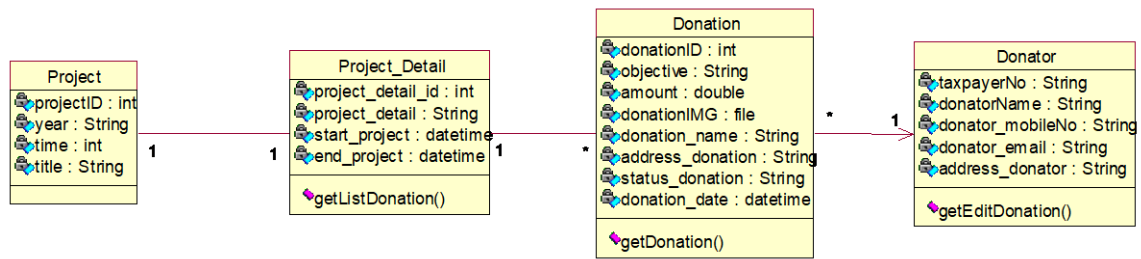 Project
projectID : int
year : String
time : int
title : String
1
1
Project_Detail
project_detail_id : int
project_detail : String
start_project : datetime
end_project : datetime
getListDonation()
1
*
Donation
donationID : int
objective : String
amount : double
donationIMG : file
donation_name : String
address_donation : String
status_donation : String
donation_date : datetime
getDonation()
*
1
Donator
taxpayerNo : String
donatorName : String
donator_mobileNo : String
donator_email : String
address_donator : String
getEditDonation()